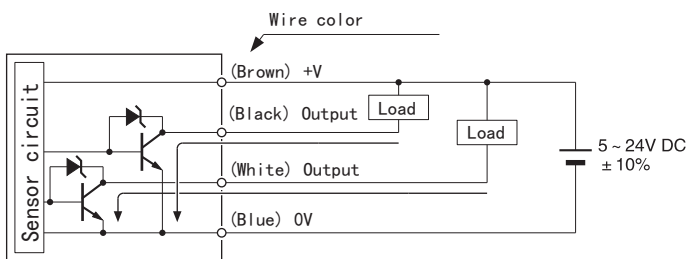 Wire color
(Brown) +V
(Black) Output
Load
Load
(White) Output
(Blue) 0V
Sensor circuit
5 ~ 24V DC
± 10%